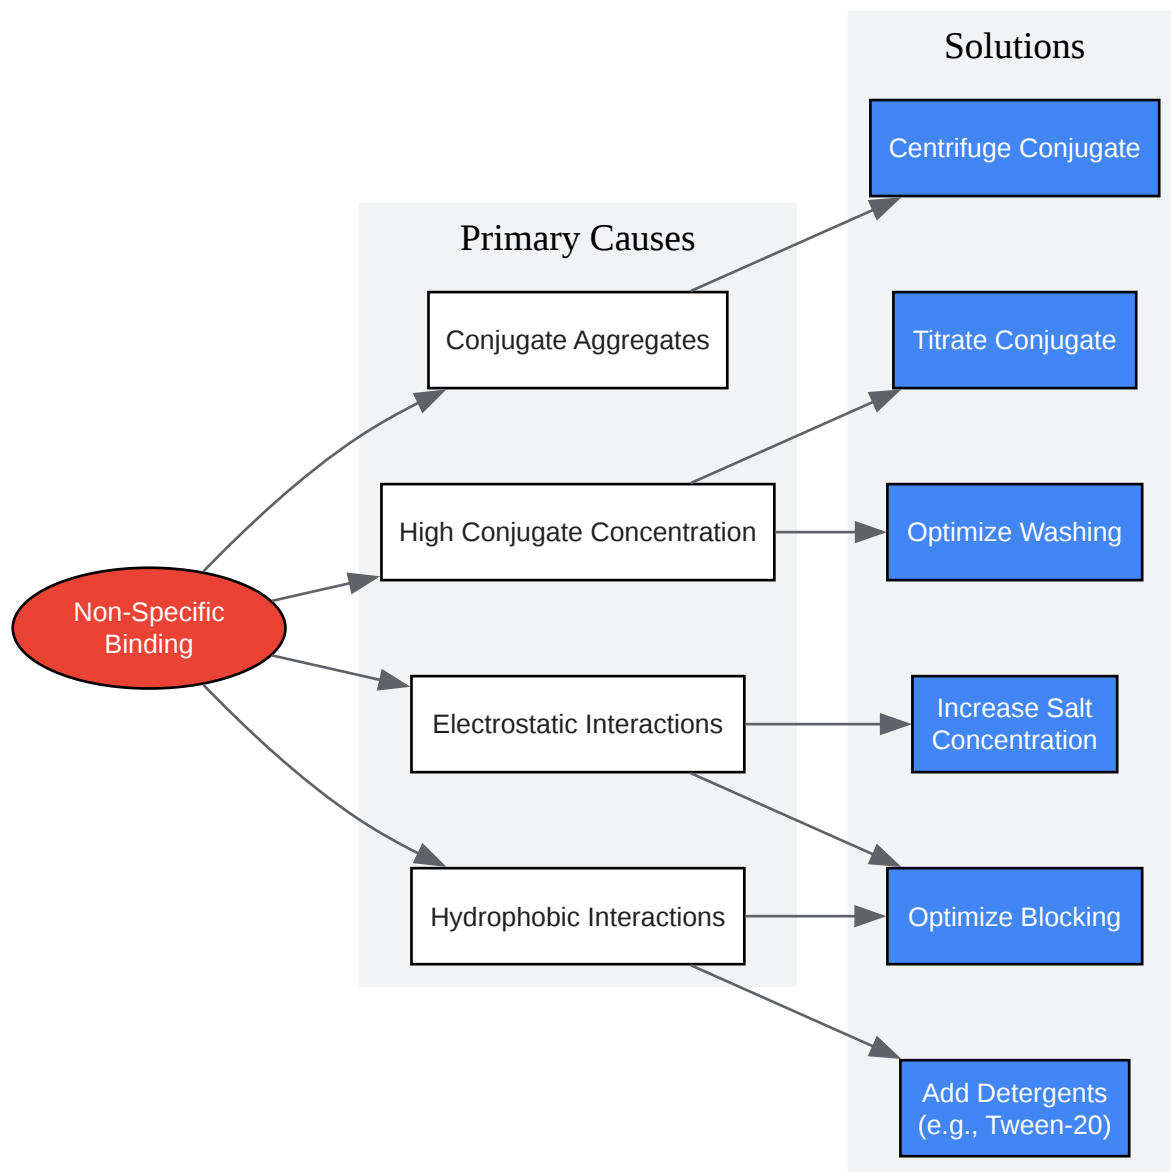 Non-Specific
Binding
Primary Causes
Conjugate Aggregates
High Conjugate Concentration
Electrostatic Interactions
Hydrophobic Interactions
Solutions
Centrifuge Conjugate
Titrate Conjugate
Optimize Washing
Increase Salt
Concentration
Optimize Blocking
Add Detergents
(e.g., Tween-20)